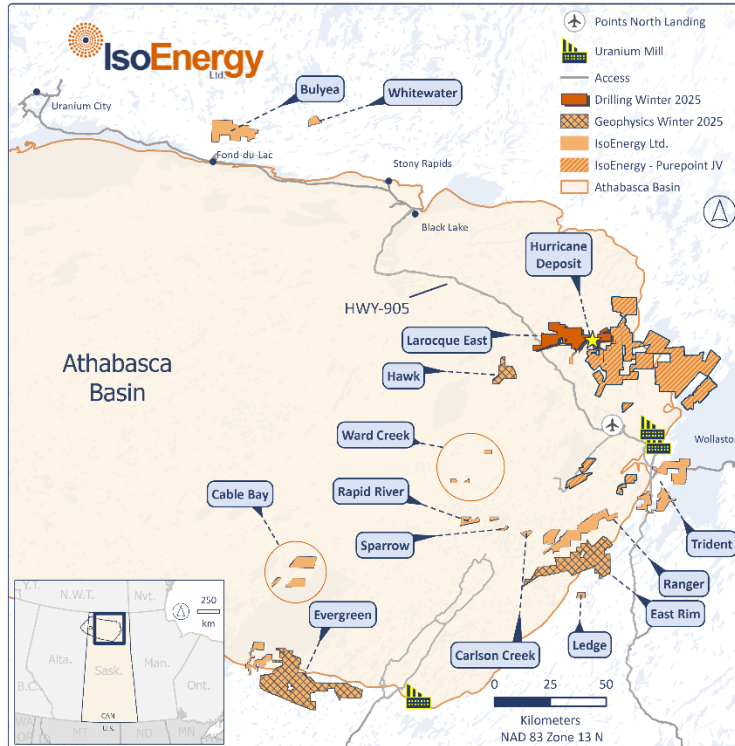 IsoEnergy
Ltd.
Points North Landing
Uranium Mill
Access
Drilling Winter 2025
Geophysics Winter 2025
IsoEnergy Ltd.
IsoEnergy - Purepoint JV
Athabasca Basin
Uranium City
Bulyea
Whitewater
Fond-du-Lac
Stony Rapids
Black Lake
Hurricane
Deposit
HWY-905
Larocque East
Hawk
Athabasca
Basin
Ward Creek
Wollaston
Cable Bay
Rapid River
Sparrow
Trident
Ranger
East Rim
Evergreen
Carlson Creek
Ledge
Y.T.
N.W.T.
Nvt.
250
km
Alta.
Sask.
Man.
B.C.
Ont.
CAN
U.S.
WA
OR
MT
ND
MN
0
25
50
Kilometers
NAD 83 Zone 13 N